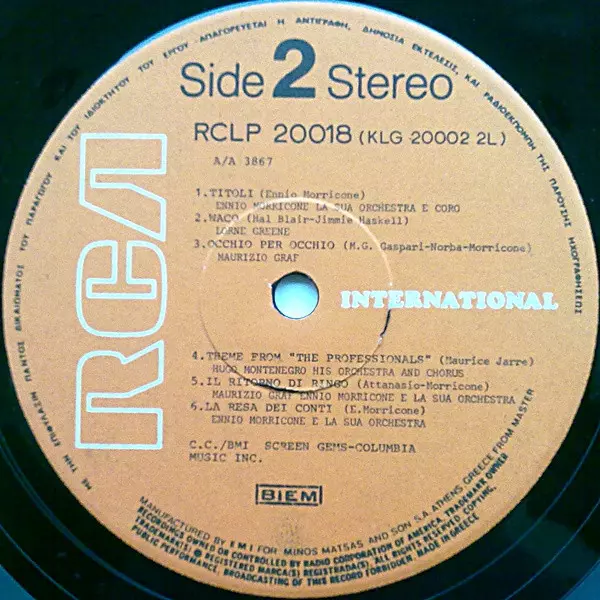 ΜΕ ΤΗΝ ΕΠΙΦΥΛΑΞΗ ΠΑΝΤΟΣ ΔΙΚΑΙΩΜΑΤΟΣ ΤΟΥ ΠΑΡΑΓΩΓΟΥ ΚΑΙ ΤΟΥ ΙΔΙΟΚΤΗΤΟΥ ΤΟΥ ΕΡΓΟΥ - ΑΠΑΓΟΡΕΥΕΤΑΙ Η ΑΝΤΙΓΡΑΦΗ, ΔΗΜΟΣΙΑ ΕΚΤΕΛΕΣΙΣ, ΚΑΙ ΡΑΔΙΟΕΚΠΟΜΠΗ ΤΗΣ ΠΑΡΟΥΣΗΣ ΗΧΟΓΡΑΦΗΣΕΩΣ
Side 2 Stereo
RCLP 20018 (KLG 20002 2L)
A/A 3867
RCA
1.TITOLI (Ennio Morricone)
ENNIO MORRICONE LA SUA ORCHESTRA E CORO
2.WACO (Hal Blair-Jimmie Haskell)
LORNE GREENE
3.OCCHIO PER OCCHIO (M.G. Gaspari-Norba-Morricone)
MAURIZIO GRAF
INTERNATIONAL
4.THEME FROM "THE PROFESSIONALS" (Maurice Jarre)
HUGO MONTENEGRO HIS ORCHESTRA AND CHORUS
5.IL RITORNO DI RINGO (Attanasio-Morricone)
MAURIZIO GRAF ENNIO MORRICONE E LA SUA ORCHESTRA
6.LA RESA DEI CONTI (E.Morricone)
ENNIO MORRICONE E LA SUA ORCHESTRA
C.C./BMI SCREEN GEMS-COLUMBIA
MUSIC INC.
BIEM
MANUFACTURED BY EMI FOR MINOS MATSAS AND SON S.A ATHENS GREECE FROM MASTER
RECORDINGS OWNED OR CONTROLLED BY RADIO CORPORATION OF AMERICA, TRADEMARK OWNER
TRADEMARK(S) ® REGISTERED MARCA(S) REGISTRADA(S). ALL RIGHTS RESERVED COPYING,
PUBLIC PERFORMANCE, BROADCASTING OF THIS RECORD FORBIDDEN. MADE IN GREECE